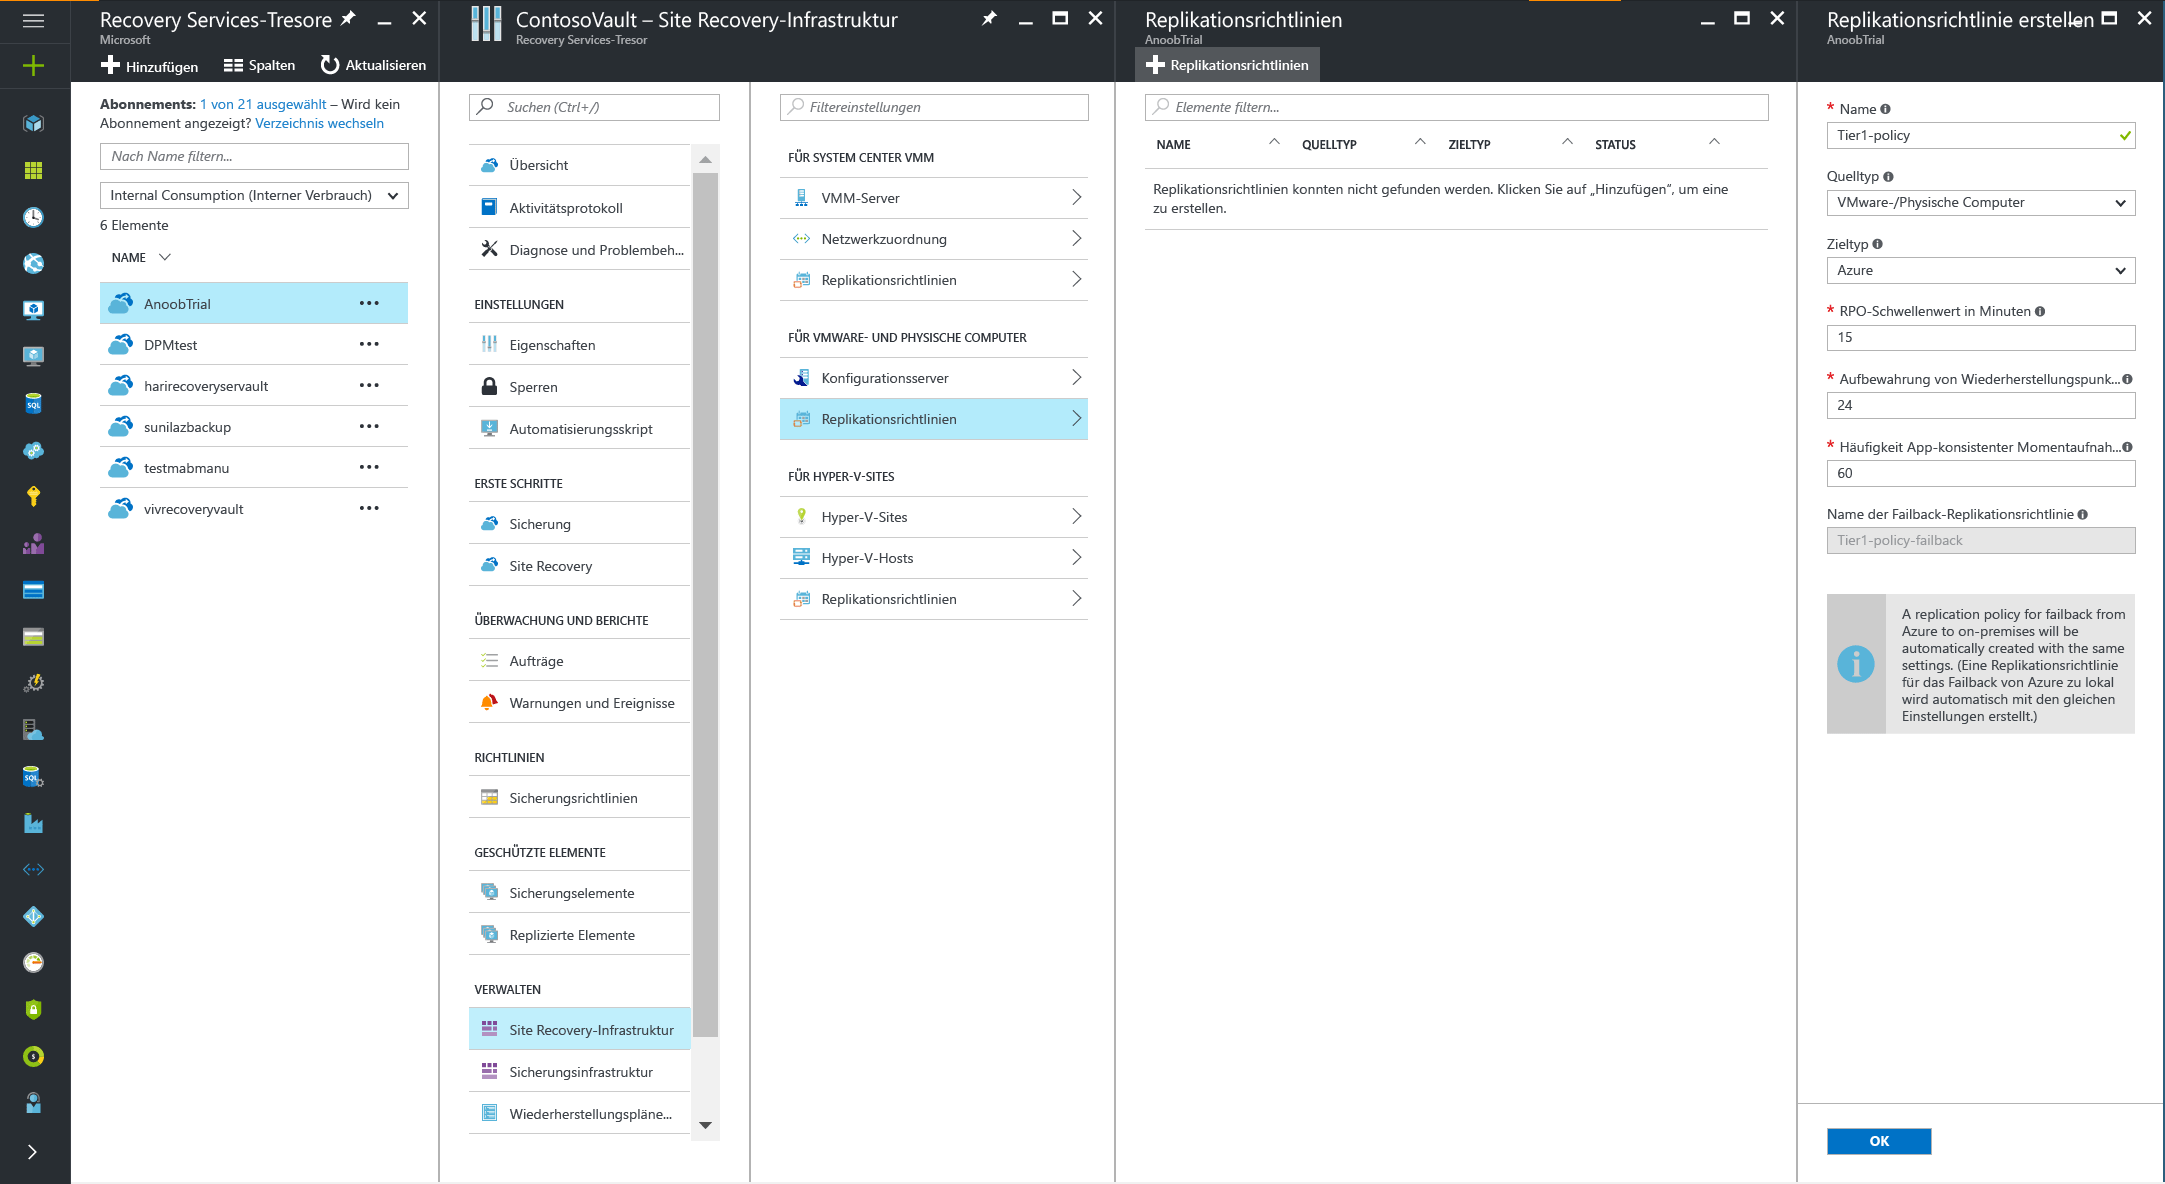 Recovery Services-Tresore
Microsoft
Hinzufügen
Spalten
Aktualisieren
Abonnements: 1 von 21 ausgewählt – Wird kein
Abonnement angezeigt? Verzeichnis wechseln
Nach Name filtern...
Internal Consumption (Interner Verbrauch)
6 Elemente
NAME
AnoobTrial
DPMtest
harirecoveryservault
sunilazbackup
testmabmanu
vivrecoveryvault
ContosoVault – Site Recovery-Infrastruktur
Recovery Services-Tresor
Suchen (Ctrl+/)
Übersicht
Aktivitätsprotokoll
Diagnose und Problembeh...
EINSTELLUNGEN
Eigenschaften
Sperren
Automatisierungsskript
ERSTE SCHRITTE
Sicherung
Site Recovery
ÜBERWACHUNG UND BERICHTE
Aufträge
Warnungen und Ereignisse
RICHTLINIEN
Sicherungsrichtlinien
GESCHÜTZTE ELEMENTE
Sicherungselemente
Replizierte Elemente
VERWALTEN
Site Recovery-Infrastruktur
Sicherungsinfrastruktur
Wiederherstellungspläne...
Filtereinstellungen
FÜR SYSTEM CENTER VMM
VMM-Server
Netzwerkzuordnung
Replikationsrichtlinien
FÜR VMWARE- UND PHYSISCHE COMPUTER
Konfigurationsserver
Replikationsrichtlinien
FÜR HYPER-V-SITES
Hyper-V-Sites
Hyper-V-Hosts
Replikationsrichtlinien
Replikationsrichtlinien
AnoobTrial
Replikationsrichtlinien
Elemente filtern...
NAME QUELLTYP ZIELTYP STATUS
Replikationsrichtlinien konnten nicht gefunden werden. Klicken Sie auf „Hinzufügen“, um eine
zu erstellen.
Replikationsrichtlinie erstellen
AnoobTrial
* Name
Tier1-policy
Quelltyp
VMware-/Physische Computer
Zieltyp
Azure
* RPO-Schwellenwert in Minuten
15
* Aufbewahrung von Wiederherstellungspunk...
24
* Häufigkeit App-konsistenter Momentaufnah...
60
Name der Failback-Replikationsrichtlinie
Tier1-policy-failback
A replication policy for failback from
Azure to on-premises will be
automatically created with the same
settings. (Eine Replikationsrichtlinie
für das Failback von Azure zu lokal
wird automatisch mit den gleichen
Einstellungen erstellt.)
OK